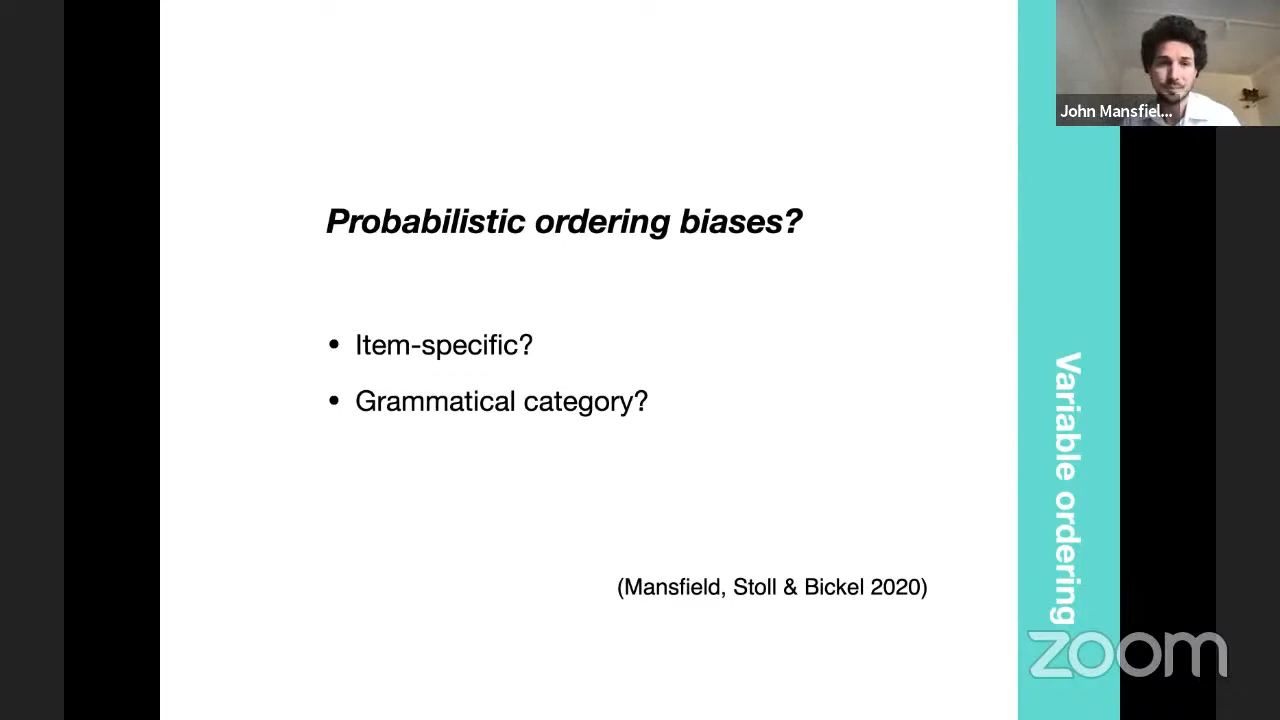 Probabilistic ordering biases?
• Item-specific?
• Grammatical category?
(Mansfield, Stoll & Bickel 2020)
Variable ordering
John Mansfiel...
zoom